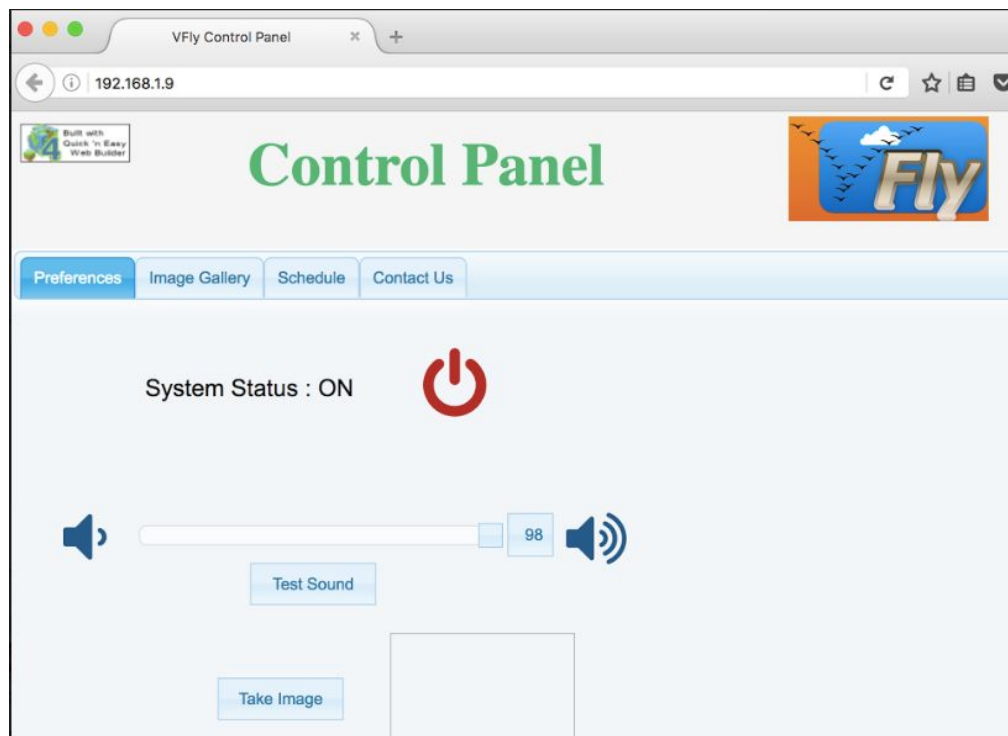 VFly Control Panel
192.168.1.9
Built with
Quick 'n Easy
Web Builder
4
Control Panel
Fly
Preferences
Image Gallery
Schedule
Contact Us
System Status : ON
98
Test Sound
Take Image